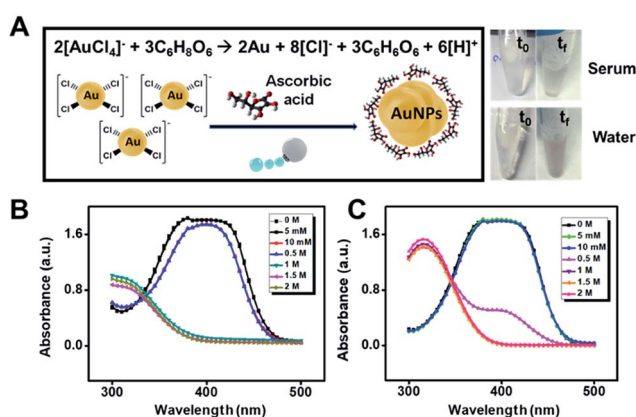 A
2[AuCl4]- + 3C6H8O6 → 2Au + 8[Cl]- + 3C6H6O6 + 6[H]+
Cl Cl - Cl Cl -
Au Au
Cl Cl Cl Cl
Cl Cl -
Au
Cl Cl
Ascorbic
acid
AuNPs
t0 tf
Serum
t0 tf
Water
B
Absorbance (a.u.)
1.6
0.8
0.0
300 400 500
Wavelength (nm)
0 M
5 mM
10 mM
0.5 M
1 M
1.5 M
2 M
C
Absorbance (a.u.)
1.6
0.8
0.0
300 400 500
Wavelength (nm)
0 M
5 mM
10 mM
0.5 M
1 M
1.5 M
2 M